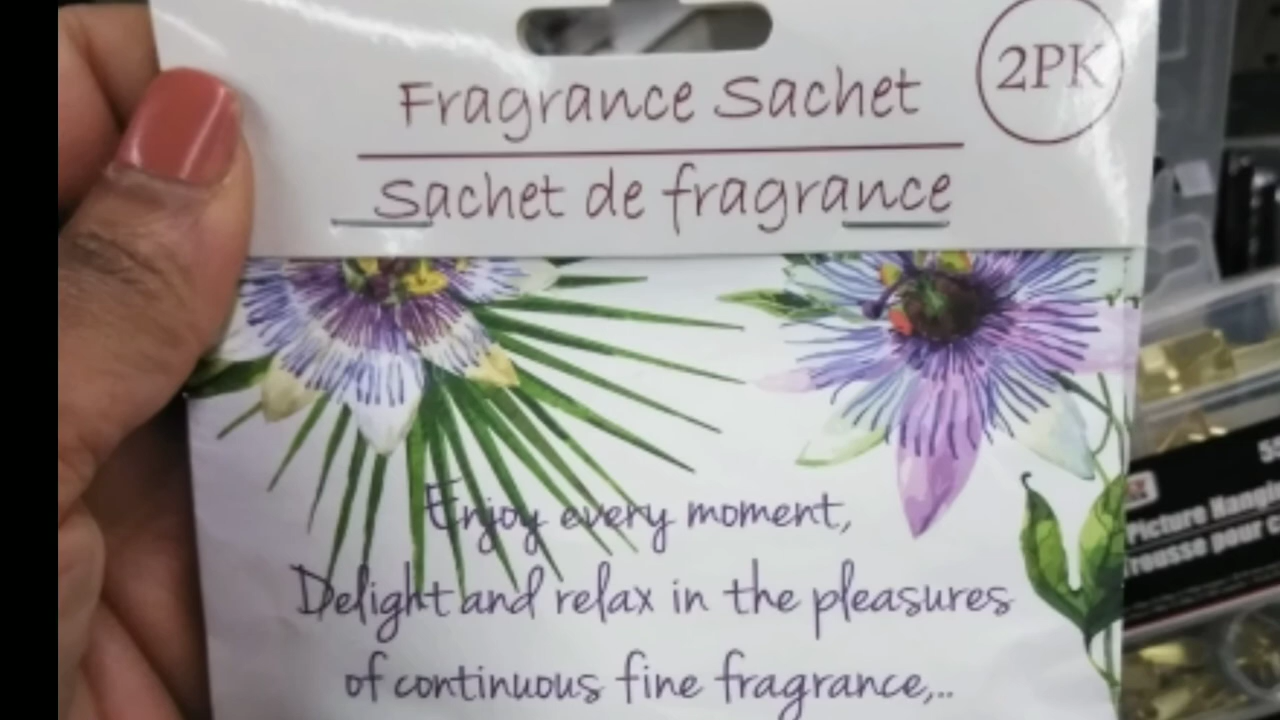 2PK
Fragrance Sachet
Sachet de fragrance
Enjoy every moment,
Delight and relax in the pleasures
of continuous fine fragrance,..
Picture Hangin
Trousse pour c